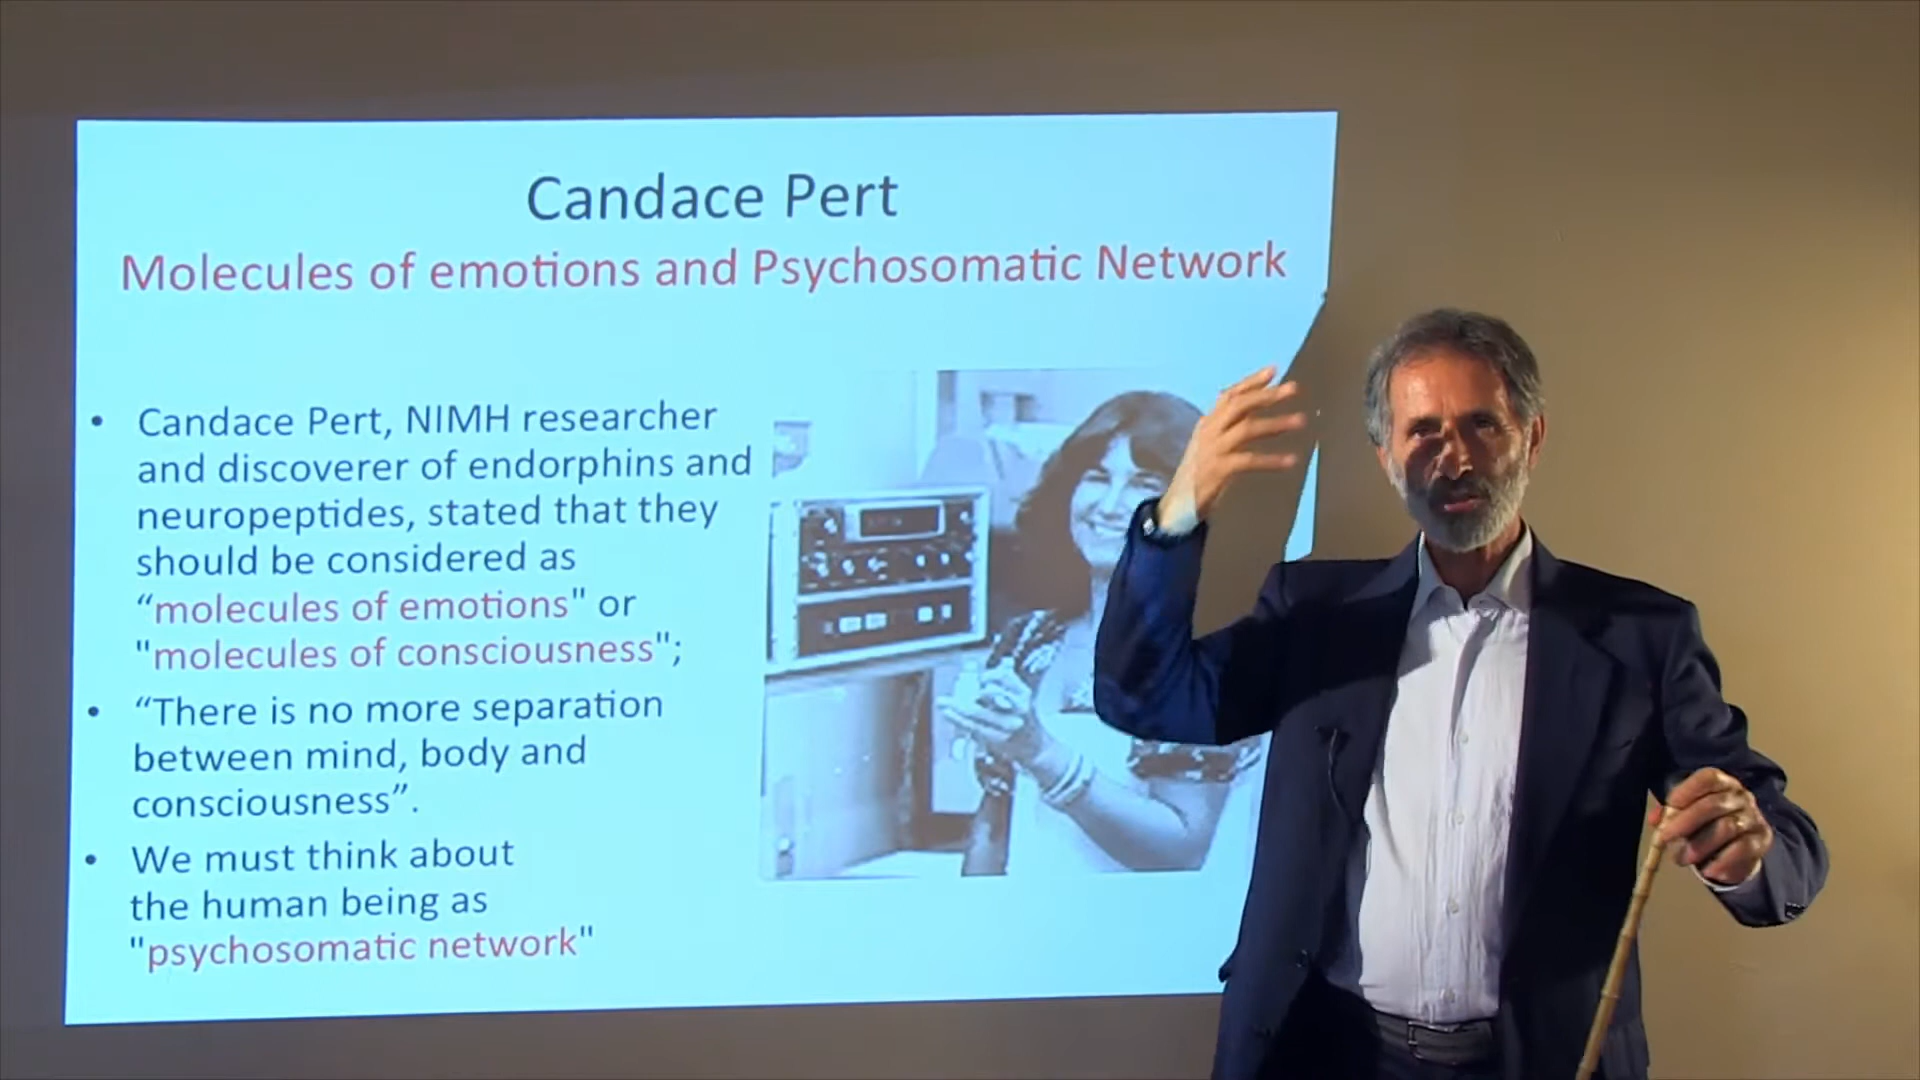 Candace Pert
Molecules of emotions and Psychosomatic Network
• Candace Pert, NIMH researcher
and discoverer of endorphins and
neuropeptides, stated that they
should be considered as
“molecules of emotions" or
"molecules of consciousness";
• “There is no more separation
between mind, body and
consciousness”.
• We must think about
the human being as
"psychosomatic network"